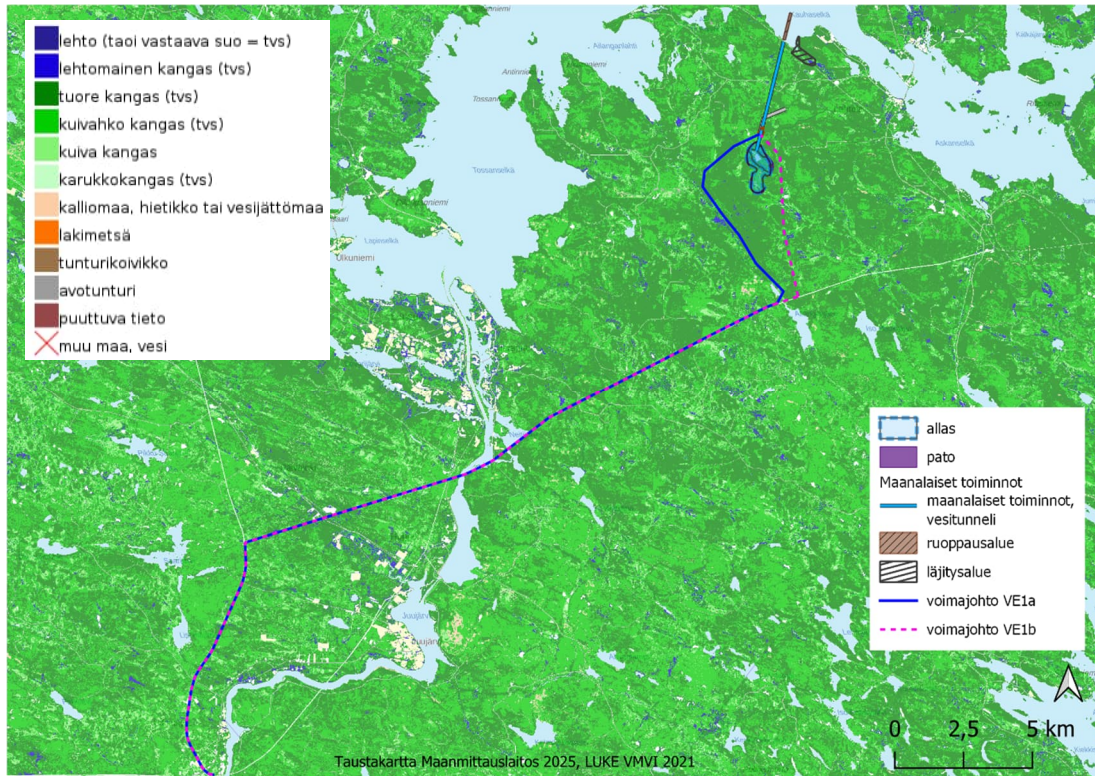 lehto (taoi vastaava suo = tvs)
lehtomainen kangas (tvs)
tuore kangas (tvs)
kuivahko kangas (tvs)
kuiva kangas
karukkokangas (tvs)
kalliomaa, hietikko tai vesijättömaa
lakimetsä
tunturikoivikko
avotunturi
puuttuva tieto
muu maa, vesi
Tossanselkä
Askanselkä
Ulkuniemi
allas
pato
Maanalaiset toiminnot
maanalaiset toiminnot,
vesitunneli
ruoppausalue
läjitysalue
voimajohto VE1a
voimajohto VE1b
0 2,5 5 km
Taustakartta Maanmittauslaitos 2025, LUKE VMVI 2021